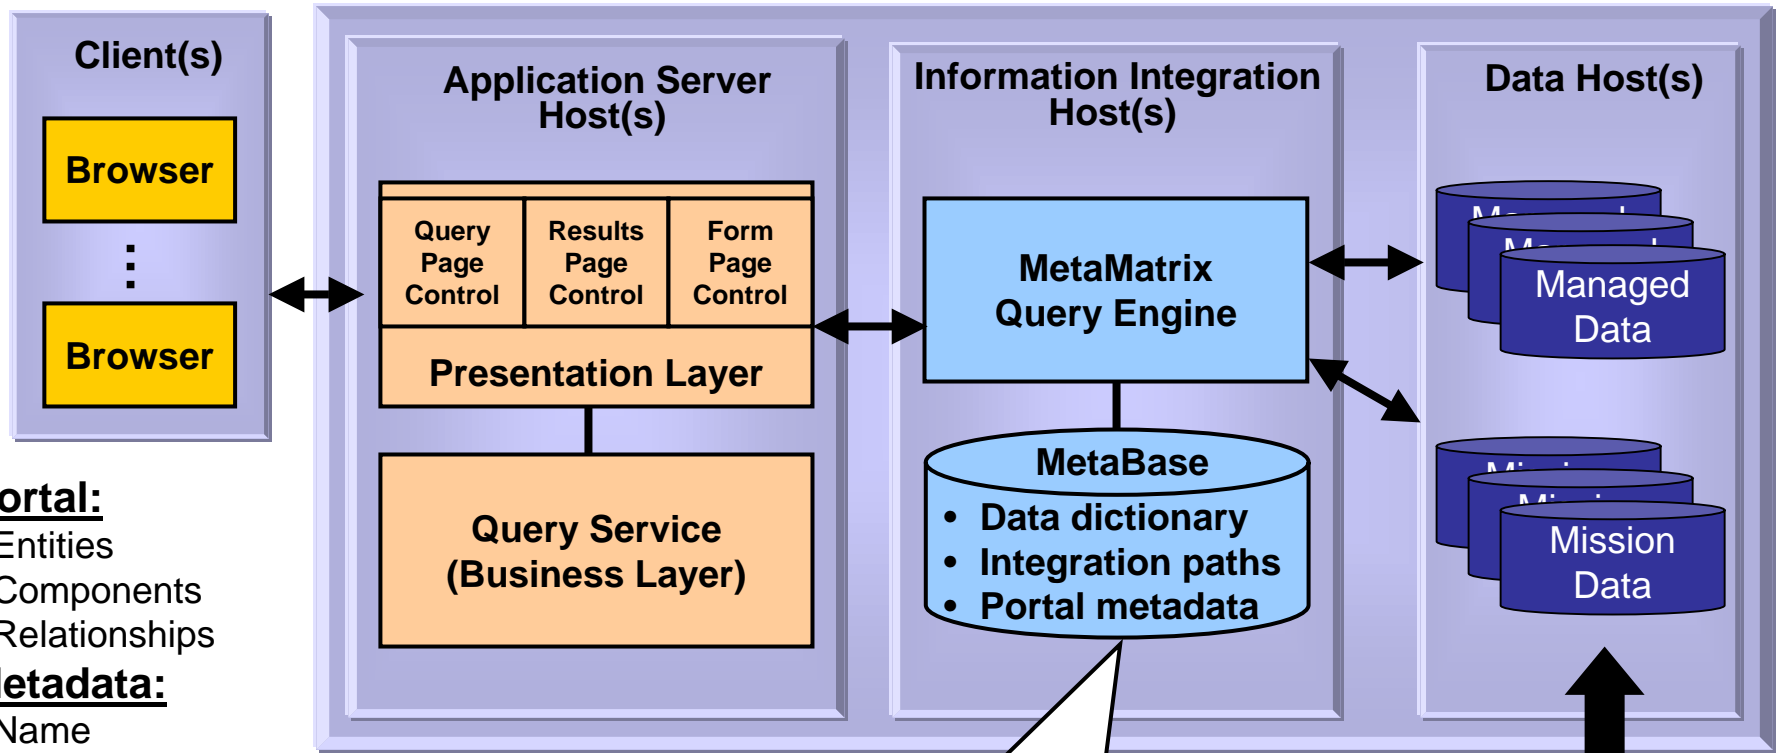 Client(s)
Browser
Browser
Application Server
Host(s)
Query
Page
Control
Results
Page
Control
Form
Page
Control
Presentation Layer
Query Service
(Business Layer)
Information Integration
Host(s)
MetaMatrix
Query Engine
MetaBase
• Data dictionary
• Integration paths
• Portal metadata
Data Host(s)
Managed
Data
Mission
Data
ortal:
Entities
Components
Relationships
etadata:
Name